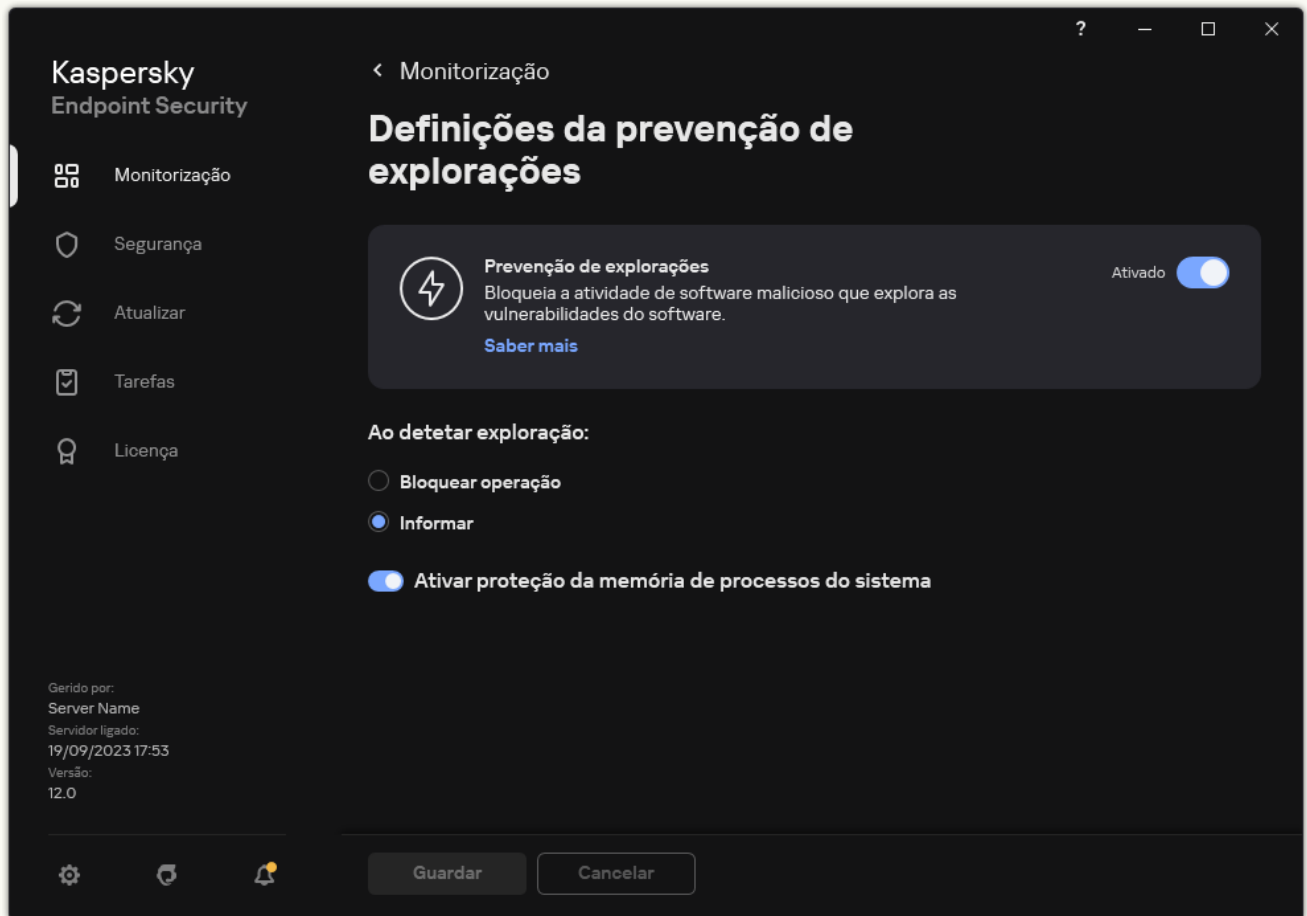 ?
Kaspersky
Endpoint Security
Monitorização
Segurança
Atualizar
Tarefas
Licença
Gerido por:
Server Name
Servidor ligado:
19/09/2023 17:53
Versão:
12.0
Monitorização
Definições da prevenção de
explorações
Prevenção de explorações
Bloqueia a atividade de software malicioso que explora as
vulnerabilidades do software.
Saber mais
Ativado
Ao detetar exploração:
Bloquear operação
Informar
Ativar proteção da memória de processos do sistema
Guardar
Cancelar